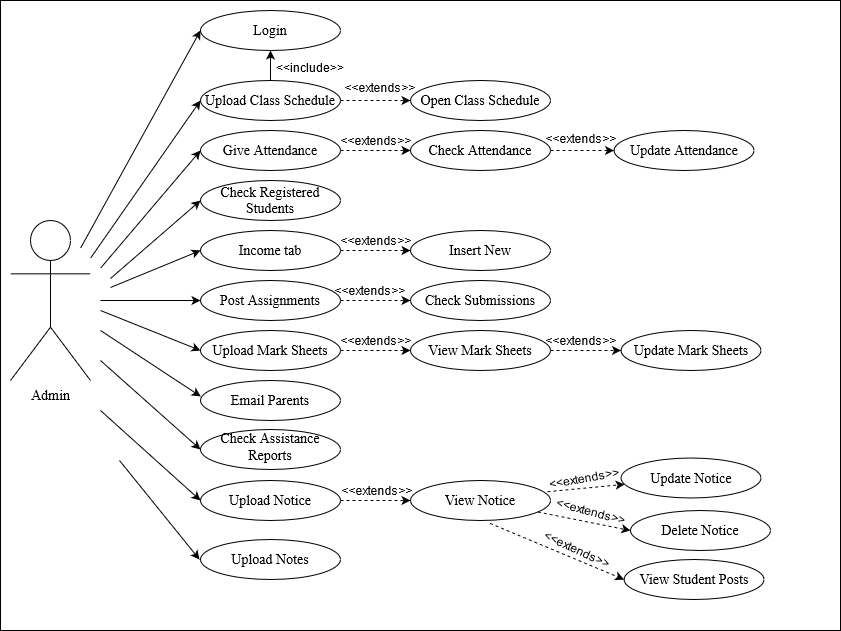 Login
<<include>>
Upload Class Schedule
<<extends>>
Open Class Schedule
Give Attendance
<<extends>>
Check Attendance
<<extends>>
Update Attendance
Check Registered
Students
Income tab
<<extends>>
Insert New
Post Assignments
<<extends>>
Check Submissions
Upload Mark Sheets
<<extends>>
View Mark Sheets
<<extends>>
Update Mark Sheets
Admin
Email Parents
Check Assistance
Reports
Upload Notice
<<extends>>
View Notice
<<extends>>
Update Notice
<<extends>>
Delete Notice
<<extends>>
View Student Posts
Upload Notes